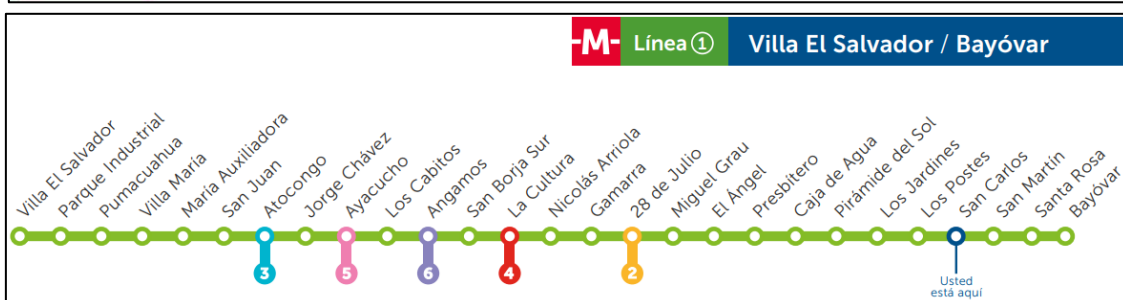 -M- Línea 1 Villa El Salvador / Bayóvar
Villa El Salvador
Parque Industrial
Pumacuahua
Villa María
María Auxiliadora
San Juan
Atocongo
Jorge Chávez
Ayacucho
Los Cabitos
Angamos
San Borja Sur
La Cultura
Nicolás Arriola
Gamarra
28 de Julio
Miguel Grau
El Ángel
Presbítero
Caja de Agua
Pirámide del Sol
Los Jardines
Los Postes
San Carlos
San Martín
Santa Rosa
Bayóvar
3
5
6
4
2
Usted
está aquí